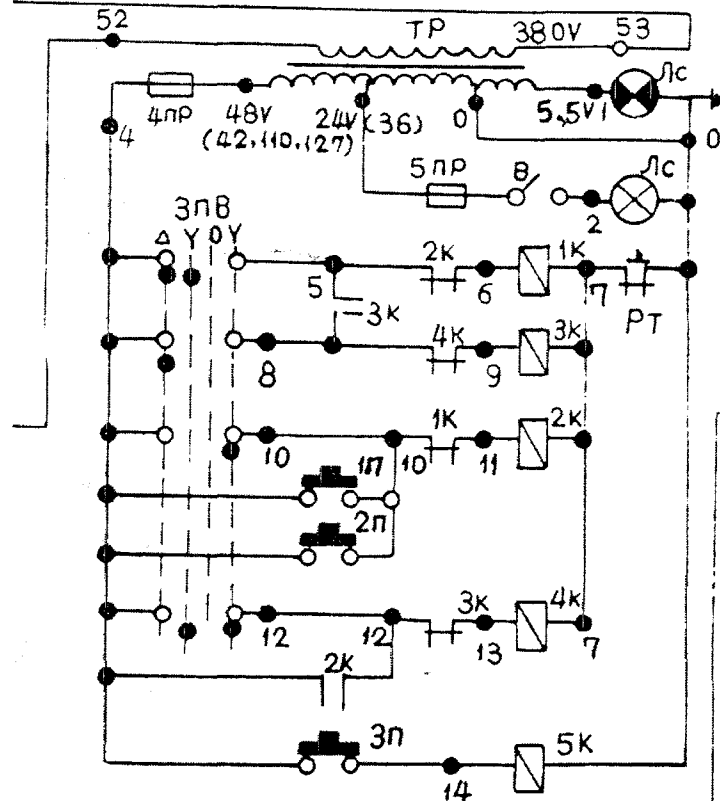 52 ТР 380V 53
4ПР 48V 24V(36) 0 5,5V1 Лс
4 (42,110,127) 0
5ПР В Лс
2
3ПВ
Δ Y 0 Y
5 2К 6 1К 7 РТ
3К
8 4К 9 3К
10 10 1К 11 2К
1П
2П
12 12 3К 13 4К 7
2К
3П 14 5К